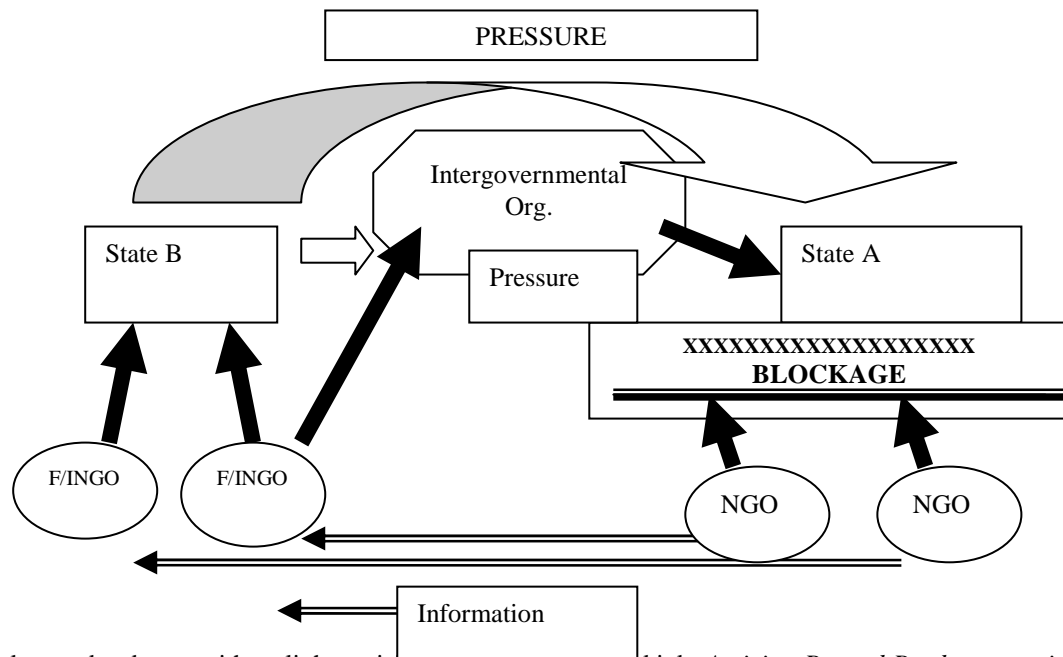 PRESSURE
Intergovernmental
Org.
State B
State A
Pressure
XXXXXXXXXXXXXXXXXXX
BLOCKAGE
F/INGO
F/INGO
NGO
NGO
Information